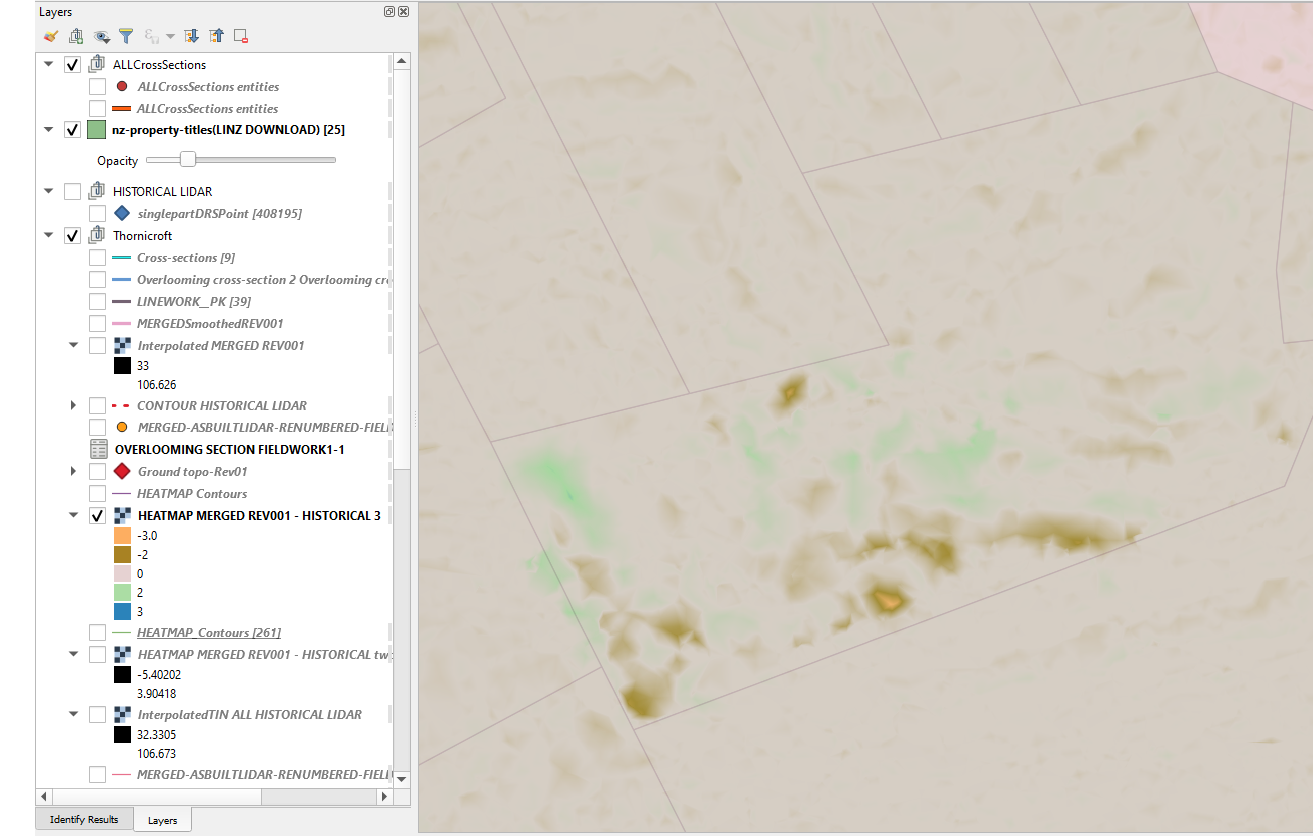 Layers
ALLCrossSections
ALLCrossSections entities
ALLCrossSections entities
nz-property-titles(LINZ DOWNLOAD) [25]
Opacity
HISTORICAL LIDAR
singlepartDRSPoint [408195]
Thornicroft
Cross-sections [9]
Overlooming cross-section 2 Overlooming cr
LINEWORK_PK [39]
MERGEDSmoothedREV001
Interpolated MERGED REV001
33
106.626
CONTOUR HISTORICAL LIDAR
MERGED-ASBUILTLIDAR-RENUMBERED-FIEL
OVERLOOMING SECTION FIELDWORK1-1
Ground topo-Rev01
HEATMAP Contours
HEATMAP MERGED REV001 - HISTORICAL 3
-3.0
-2
0
2
3
HEATMAP_Contours [261]
HEATMAP MERGED REV001 - HISTORICAL tw
-5.40202
3.90418
InterpolatedTIN ALL HISTORICAL LIDAR
32.3305
106.673
MERGED-ASBUILTLIDAR-RENUMBERED-FIEL
Identify Results
Layers